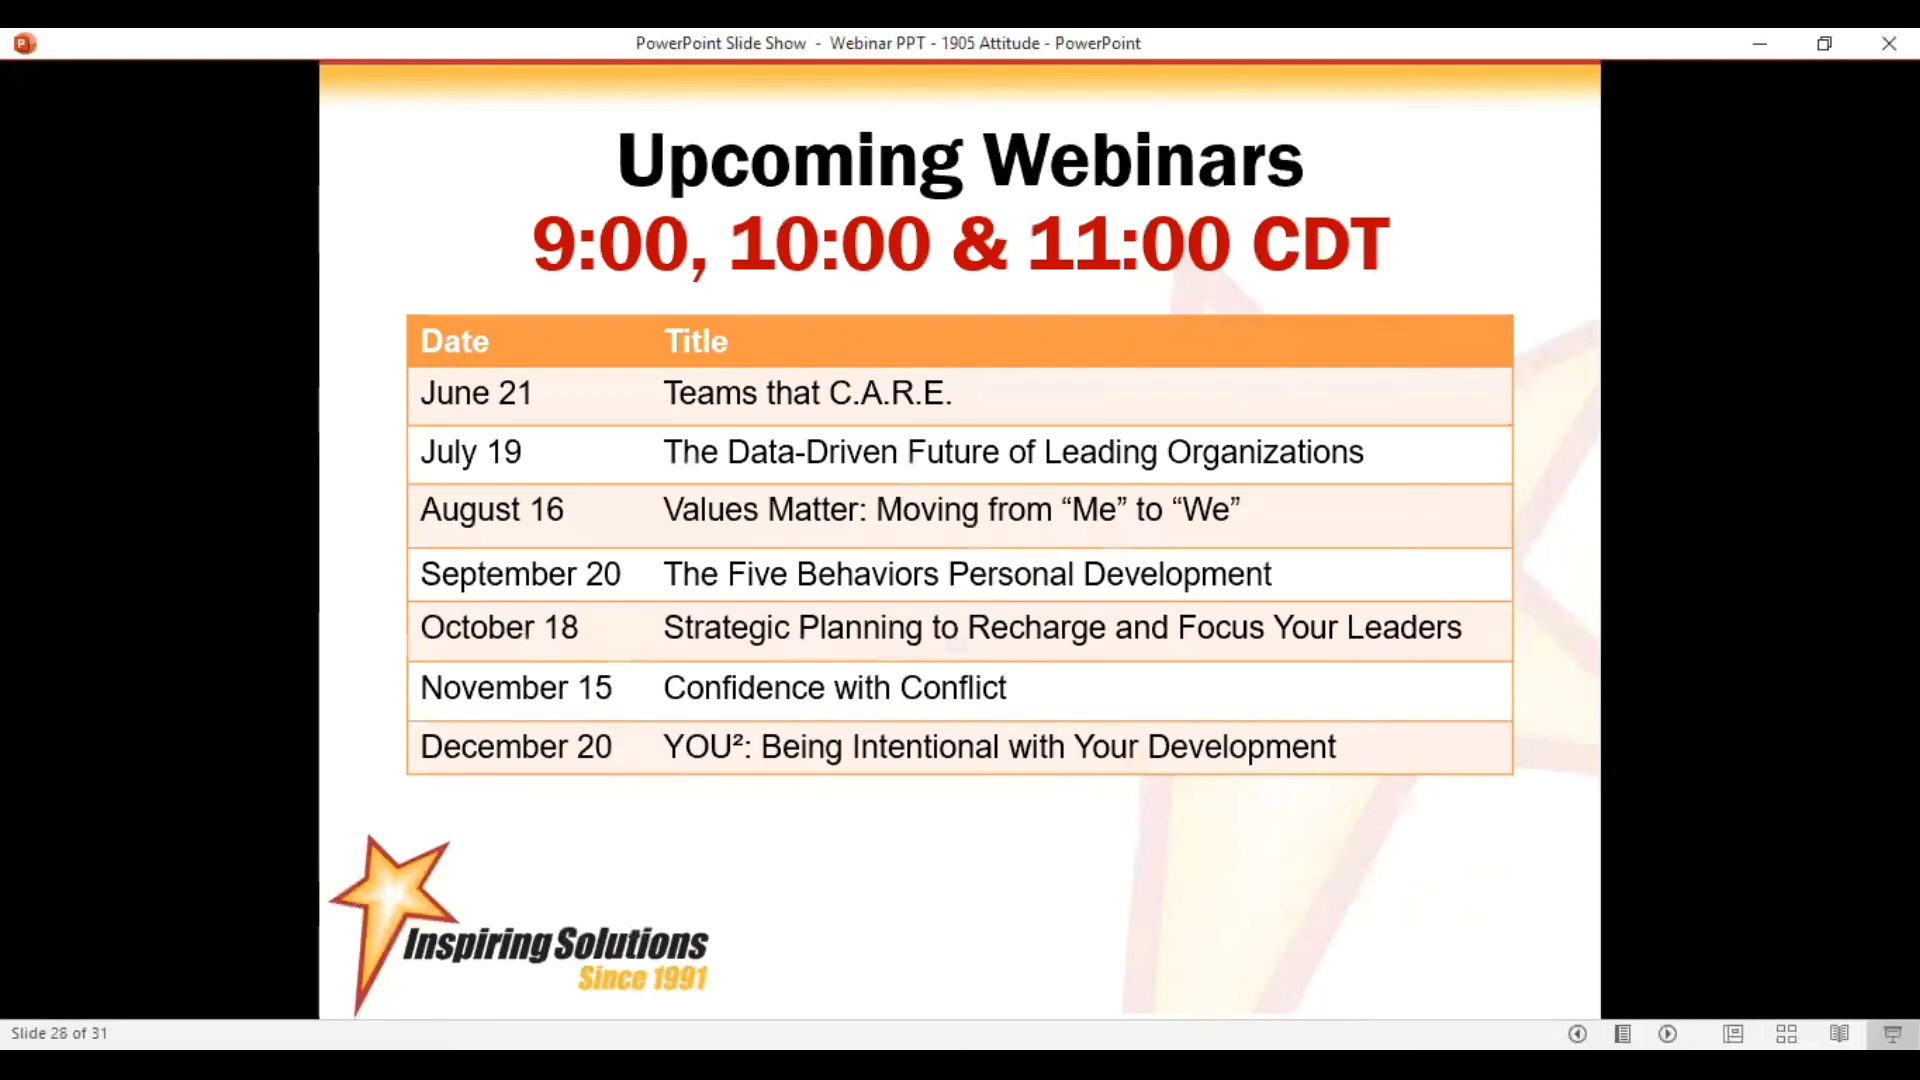 PowerPoint Slide Show - Webinar PPT - 1905 Attitude - PowerPoint
Upcoming Webinars
9:00, 10:00 & 11:00 CDT
Date Title
June 21 Teams that C.A.R.E.
July 19 The Data-Driven Future of Leading Organizations
August 16 Values Matter: Moving from “Me” to “We”
September 20 The Five Behaviors Personal Development
October 18 Strategic Planning to Recharge and Focus Your Leaders
November 15 Confidence with Conflict
December 20 YOU²: Being Intentional with Your Development
Inspiring Solutions
Since 1991
Slide 28 of 31